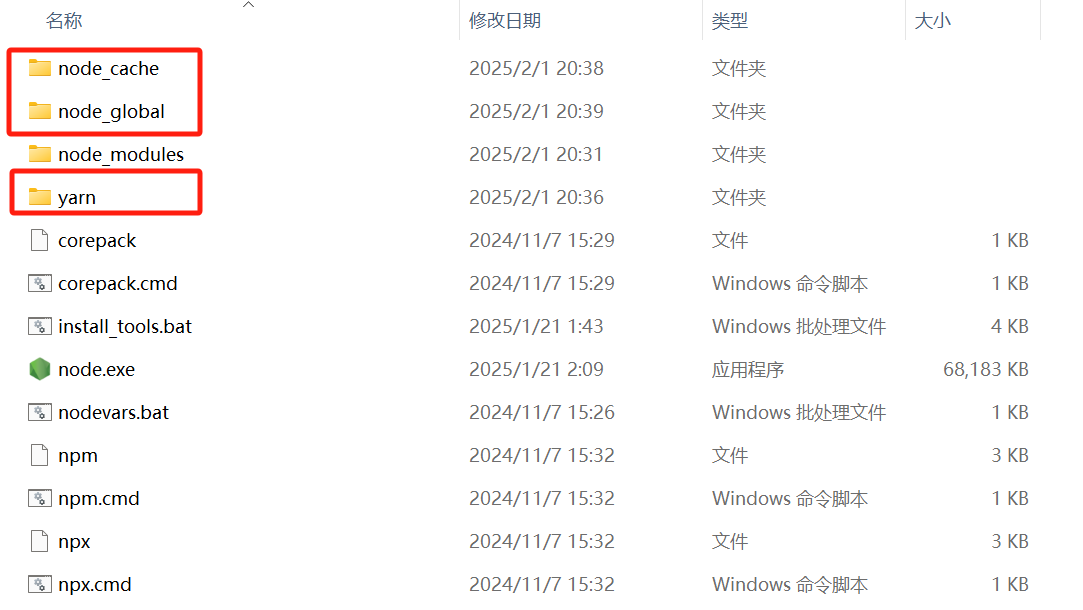 名称 修改日期 类型 大小
node_cache 2025/2/1 20:38 文件夹
node_global 2025/2/1 20:39 文件夹
node_modules 2025/2/1 20:31 文件夹
yarn 2025/2/1 20:36 文件夹
corepack 2024/11/7 15:29 文件 1 KB
corepack.cmd 2024/11/7 15:29 Windows 命令脚本 1 KB
install_tools.bat 2025/1/21 1:43 Windows 批处理文件 4 KB
node.exe 2025/1/21 2:09 应用程序 68,183 KB
nodevars.bat 2024/11/7 15:26 Windows 批处理文件 1 KB
npm 2024/11/7 15:32 文件 3 KB
npm.cmd 2024/11/7 15:32 Windows 命令脚本 1 KB
npx 2024/11/7 15:32 文件 3 KB
npx.cmd 2024/11/7 15:32 Windows 命令脚本 1 KB